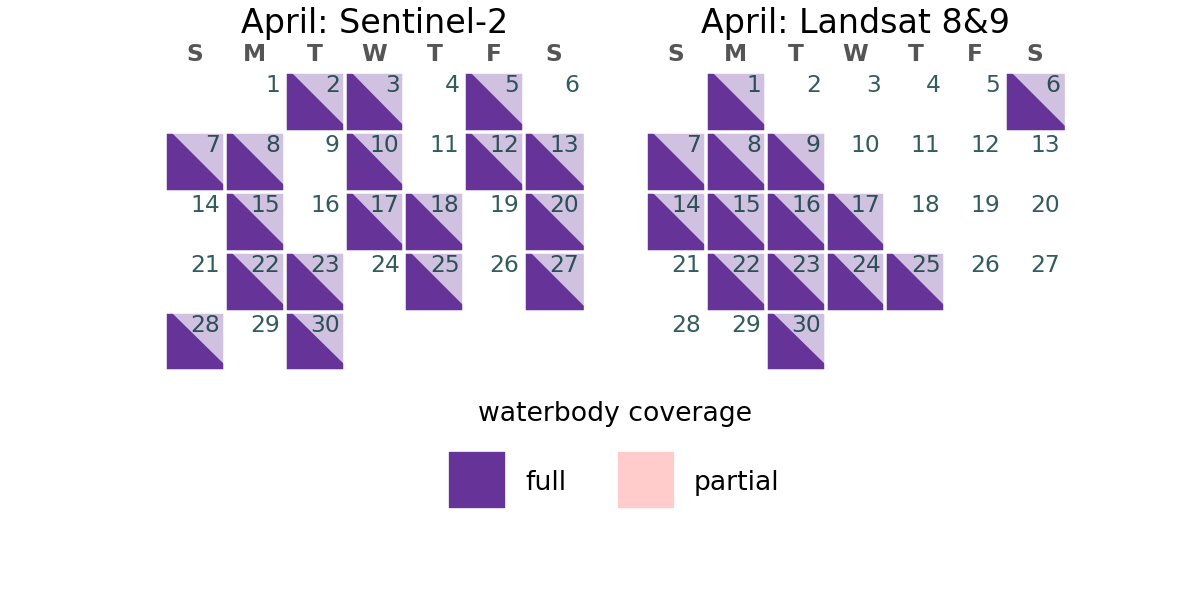 April: Sentinel-2
S M T W T F S
1 2 3 4 5 6
7 8 9 10 11 12 13
14 15 16 17 18 19 20
21 22 23 24 25 26 27
28 29 30
April: Landsat 8&9
S M T W T F S
1 2 3 4 5 6
7 8 9 10 11 12 13
14 15 16 17 18 19 20
21 22 23 24 25 26 27
28 29 30
waterbody coverage
full partial